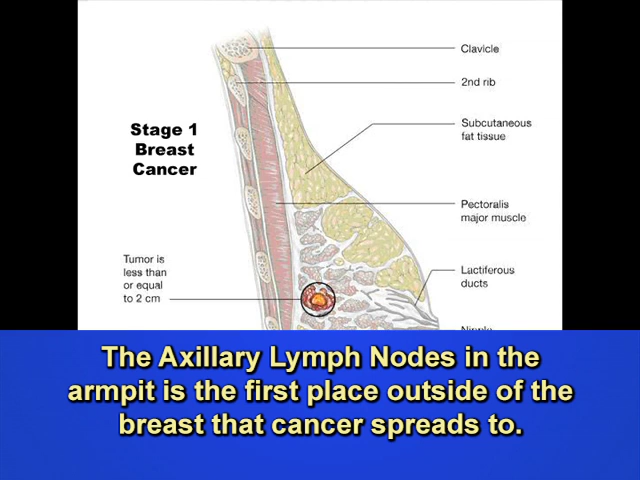 Clavicle
2nd rib
Stage 1
Breast
Cancer
Subcutaneous
fat tissue
Pectoralis
major muscle
Tumor is
less than
or equal
to 2 cm
Lactiferous
ducts
The Axillary Lymph Nodes in the
armpit is the first place outside of the
breast that cancer spreads to.